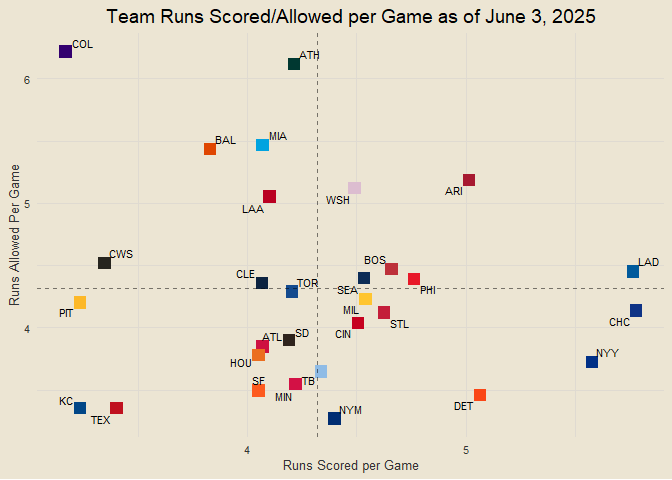 Team Runs Scored/Allowed per Game as of June 3, 2025
COL
ATH
6
BAL
MIA
ARI
WSH
LAA
5
CWS
BOS
LAD
CLE
TOR
SEA
PHI
PIT
MIL
STL
CHC
CIN
4
ATL
SD
HOU
NYY
SF
TB
MIN
KC
TEX
NYM
DET
4
5
Runs Scored per Game
Runs Allowed Per Game